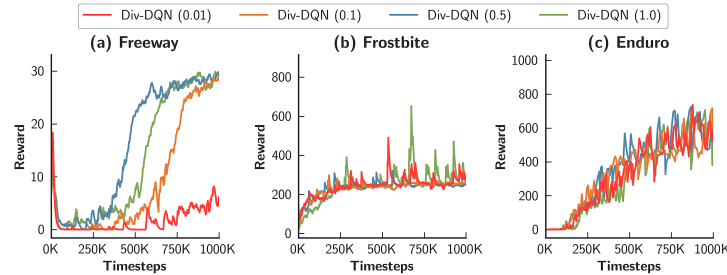 Div-DQN (0.01) Div-DQN (0.1) Div-DQN (0.5) Div-DQN (1.0)
(a) Freeway
30
20
10
0
Reward
0K 250K 500K 750K 1000K
Timesteps
(b) Frostbite
800
600
400
200
0
Reward
0K 250K 500K 750K 1000K
Timesteps
(c) Enduro
1000
800
600
400
200
0
Reward
0K 250K 500K 750K 1000K
Timesteps